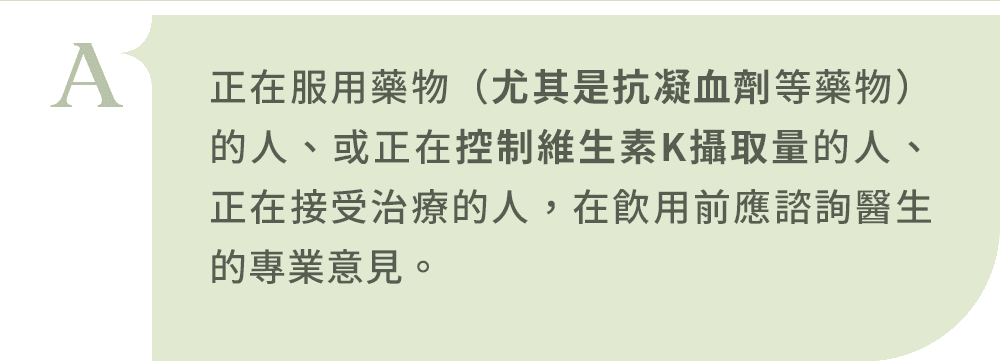 A
正在服用藥物（尤其是抗凝血劑等藥物）
的人、或正在控制維生素K攝取量的人、
正在接受治療的人，在飲用前應諮詢醫生
的專業意見。